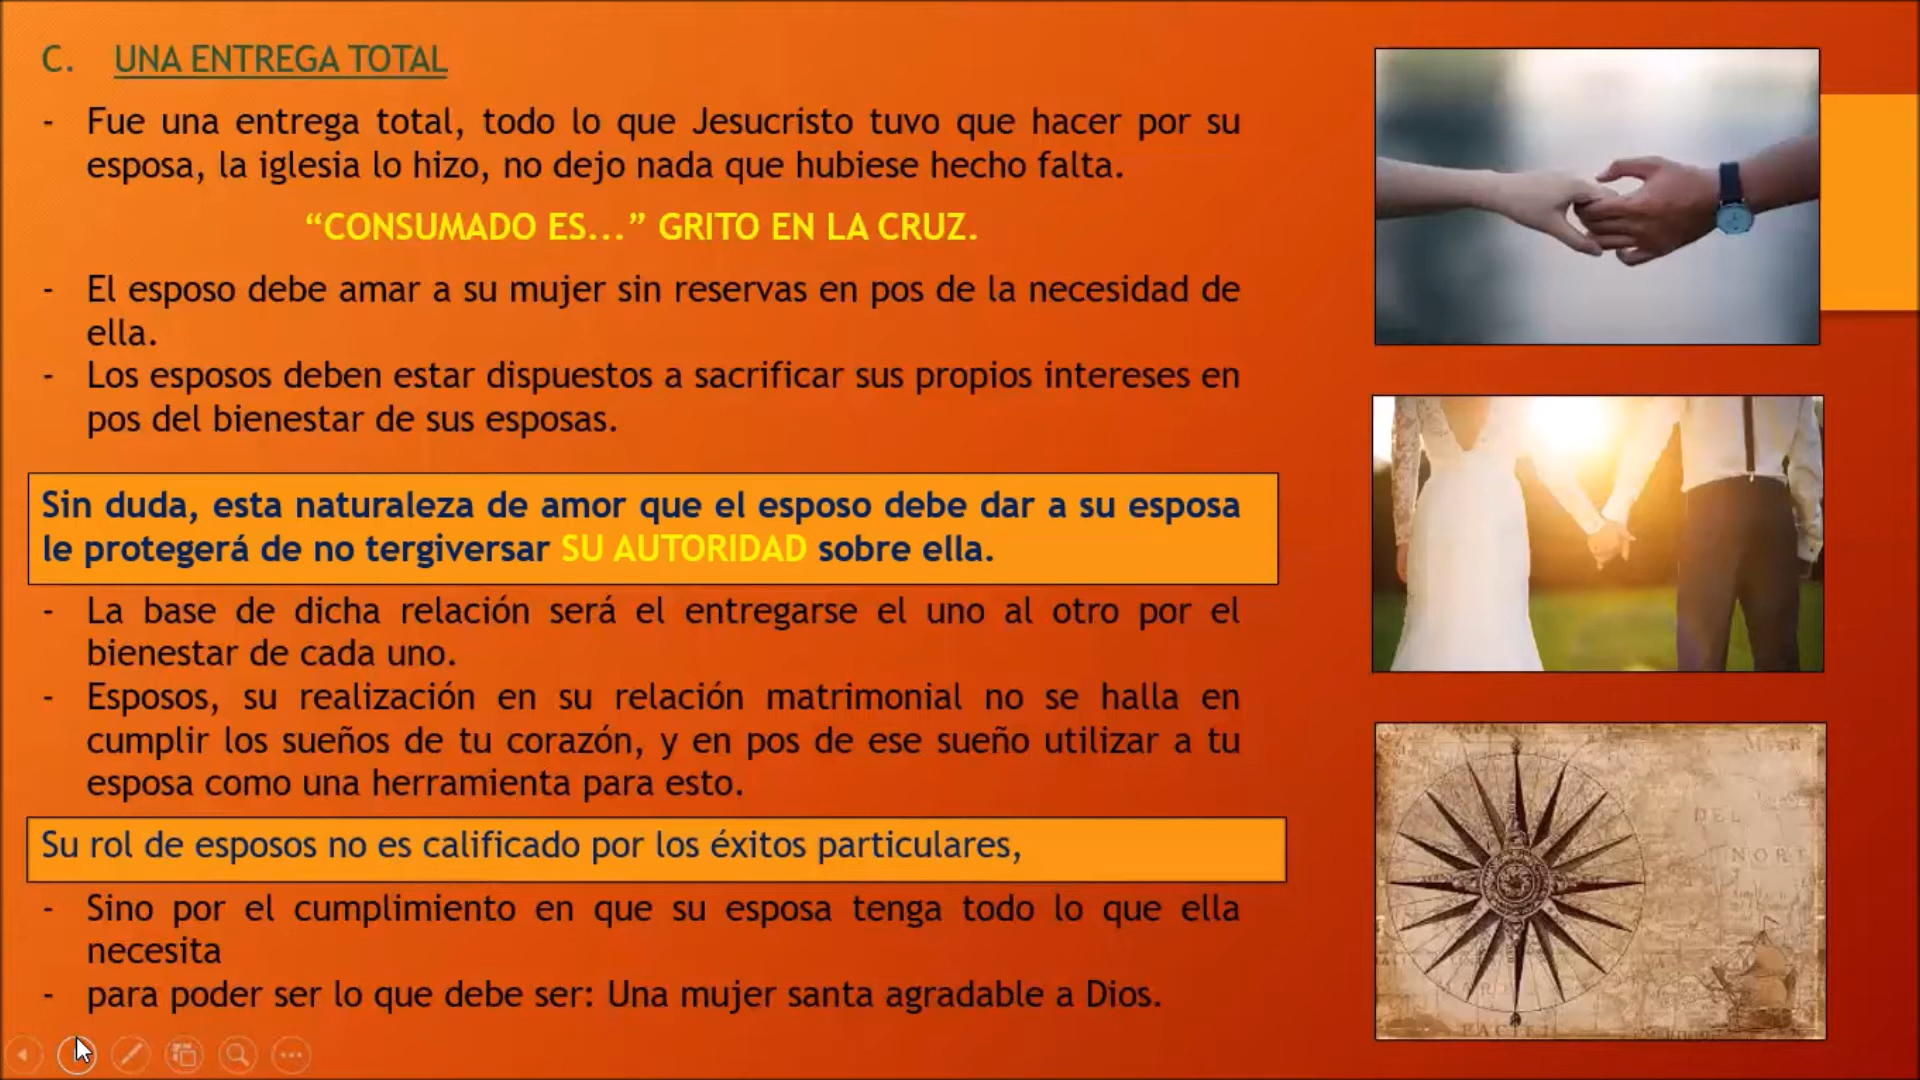 C. UNA ENTREGA TOTAL
- Fue una entrega total, todo lo que Jesucristo tuvo que hacer por su
esposa, la iglesia lo hizo, no dejo nada que hubiese hecho falta.
“CONSUMADO ES...” GRITO EN LA CRUZ.
- El esposo debe amar a su mujer sin reservas en pos de la necesidad de
ella.
- Los esposos deben estar dispuestos a sacrificar sus propios intereses en
pos del bienestar de sus esposas.
Sin duda, esta naturaleza de amor que el esposo debe dar a su esposa
le protegerá de no tergiversar SU AUTORIDAD sobre ella.
- La base de dicha relación será el entregarse el uno al otro por el
bienestar de cada uno.
- Esposos, su realización en su relación matrimonial no se halla en
cumplir los sueños de tu corazón, y en pos de ese sueño utilizar a tu
esposa como una herramienta para esto.
Su rol de esposos no es calificado por los éxitos particulares,
- Sino por el cumplimiento en que su esposa tenga todo lo que ella
necesita
- para poder ser lo que debe ser: Una mujer santa agradable a Dios.
DEL
NORT